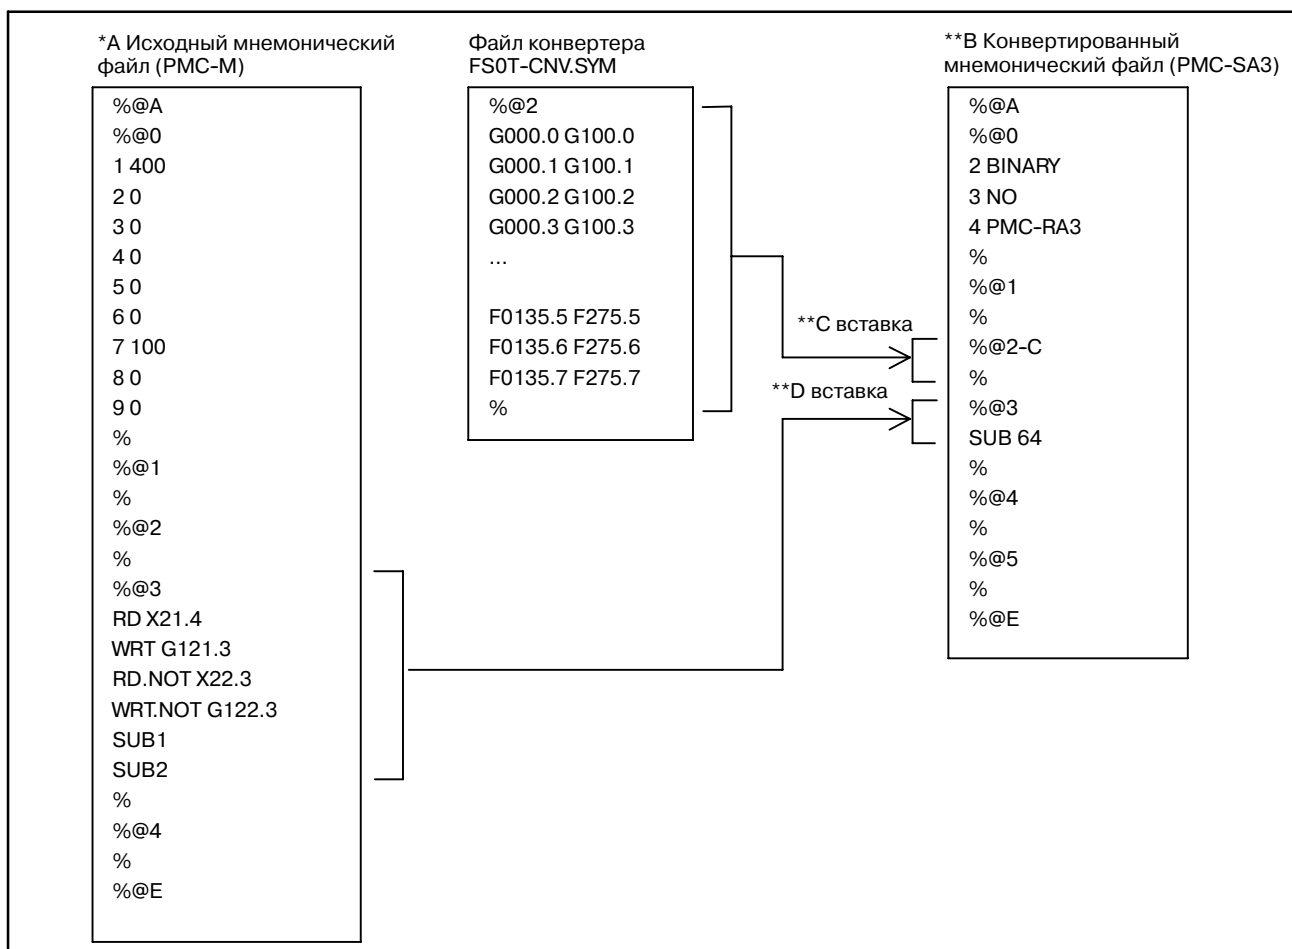 *A Исходный мнемонический
файл (PMC-M)
%@A
%@0
1 400
2 0
3 0
4 0
5 0
6 0
7 100
8 0
9 0
%
%@1
%
%@2
%
%@3
RD X21.4
WRT G121.3
RD.NOT X22.3
WRT.NOT G122.3
SUB1
SUB2
%
%@4
%
%@E
Файл конвертера
FS0T-CNV.SYM
%@2
G000.0 G100.0
G000.1 G100.1
G000.2 G100.2
G000.3 G100.3
...
F0135.5 F275.5
F0135.6 F275.6
F0135.7 F275.7
%
**C вставка
**D вставка
**B Конвертированный
мнемонический файл (PMC-SA3)
%@A
%@0
2 BINARY
3 NO
4 PMC-RA3
%
%@1
%
%@2-C
%
%@3
SUB 64
%
%@4
%
%@5
%
%@E